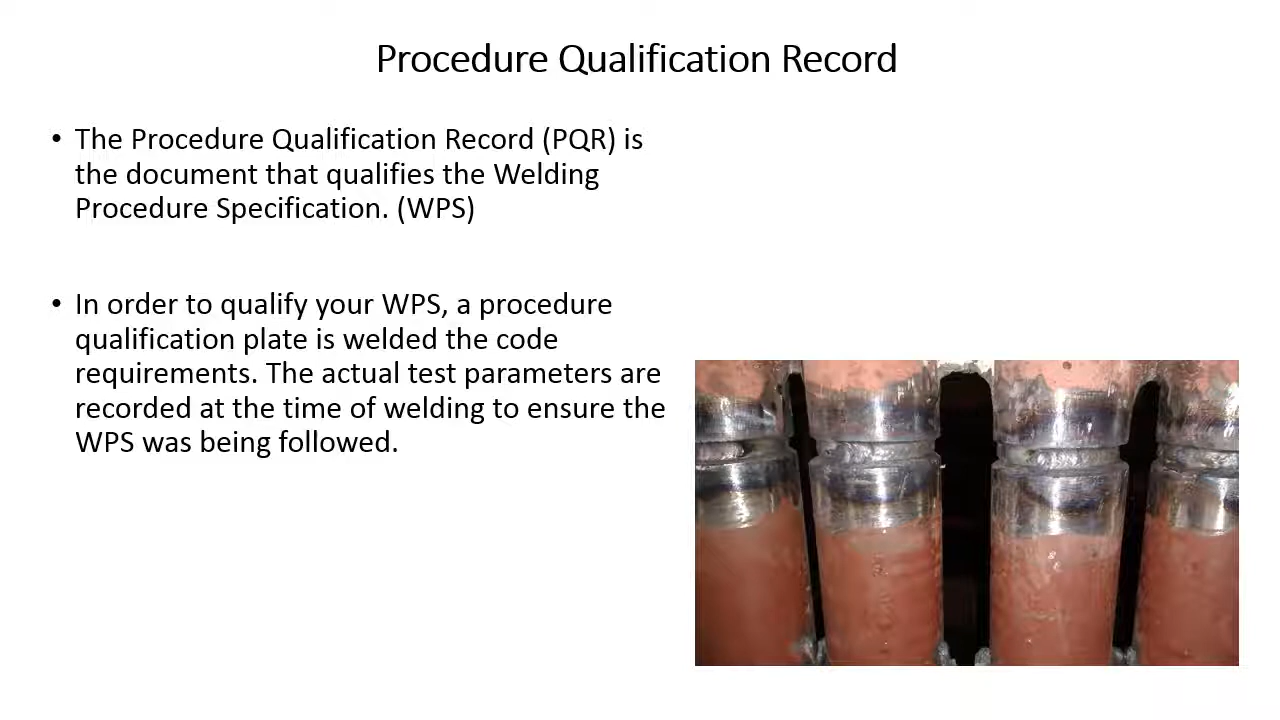 Procedure Qualification Record
• The Procedure Qualification Record (PQR) is
the document that qualifies the Welding
Procedure Specification. (WPS)
• In order to qualify your WPS, a procedure
qualification plate is welded the code
requirements. The actual test parameters are
recorded at the time of welding to ensure the
WPS was being followed.